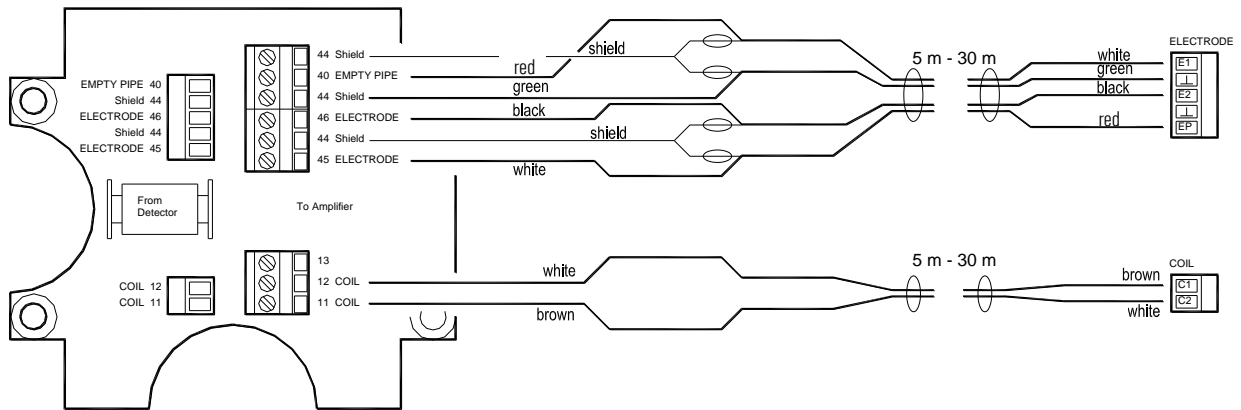 EMPTY PIPE 40
Shield 44
ELECTRODE 46
Shield 44
ELECTRODE 45
44 Shield
40 EMPTY PIPE
44 Shield
46 ELECTRODE
44 Shield
45 ELECTRODE
shield
red
green
black
shield
white
5 m - 30 m
white
green
black
red
ELECTRODE
E1
E2
EP
From
Detector
To Amplifier
COIL 12
COIL 11
13
12 COIL
11 COIL
white
brown
5 m - 30 m
brown
white
COIL
C1
C2